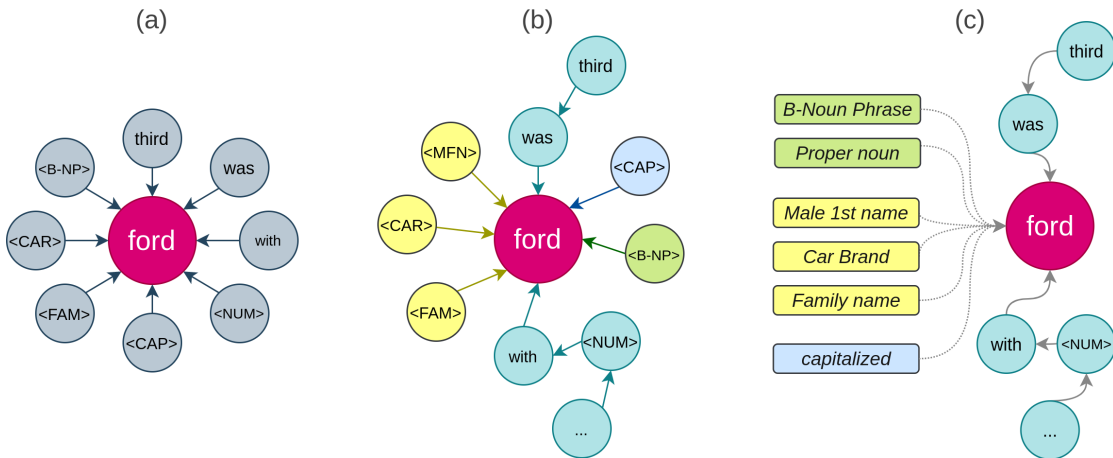 (a)
third
<B-NP>
was
<CAR>
ford
with
<FAM>
<NUM>
<CAP>
(b)
third
was
<MFN>
<CAP>
<CAR>
ford
<B-NP>
<FAM>
with
<NUM>
...
(c)
third
B-Noun Phrase
was
Proper noun
Male 1st name
ford
Car Brand
Family name
with
<NUM>
capitalized
...